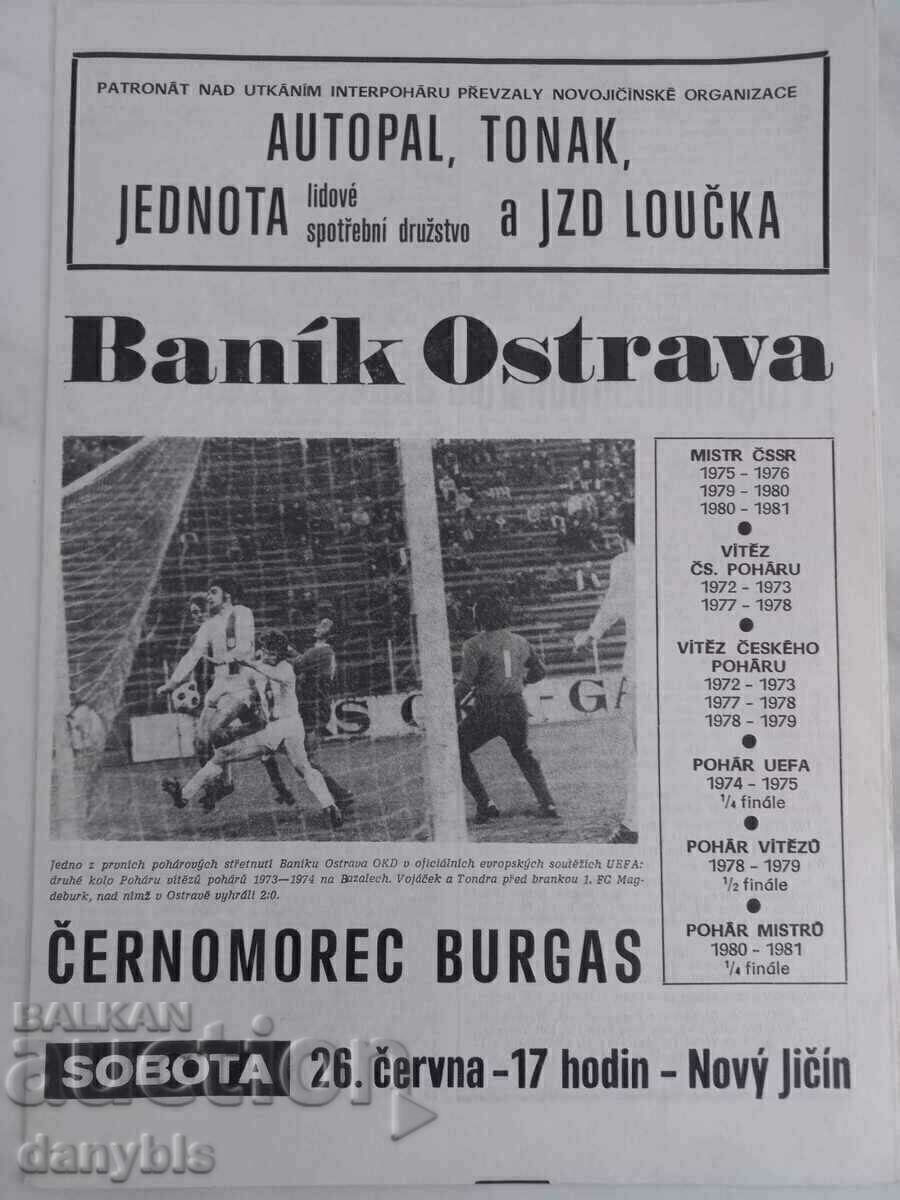 PATRONÁT NAD UTKÁNÍM INTERPOHÁRU PŘEVZALY NOVOJIČÍNSKÉ ORGANIZACE
AUTOPAL, TONAK,
JEDNOTA lidové spotřební družstvo a JZD LOUČKA
Baník Ostrava
MISTR ČSSR
1975 - 1976
1979 - 1980
1980 - 1981
VÍTĚZ
ČS. POHÁRU
1972 - 1973
1977 - 1978
VÍTĚZ ČESKÉHO
POHÁRU
1972 - 1973
1977 - 1978
1978 - 1979
POHÁR UEFA
1974 - 1975
1/4 finále
POHÁR VÍTĚZŮ
1978 - 1979
1/2 finále
POHÁR MISTRŮ
1980 - 1981
1/4 finále
1
Jedno z prvních pohárových střetnutí Baníku Ostrava OKD v oficiálních evropských soutěžích UEFA:
druhé kolo Poháru vítězů pohárů 1973—1974 na Bazalech. Vojáček a Tondra před brankou 1. FC Mag-
deburk, nad nímž v Ostravě vyhráli 2:0.
ČERNOMOREC BURGAS
SOBOTA 26. června - 17 hodin - Nový Jičín
BALKAN
auction
danybls